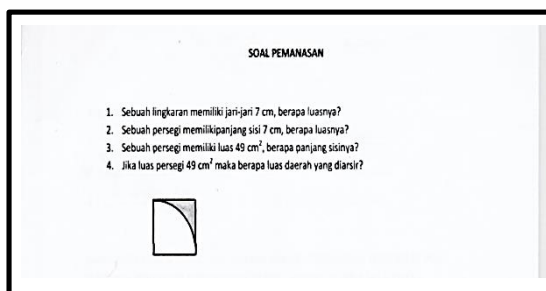 SOAL PEMANASAN
1. Sebuah lingkaran memiliki jari-jari 7 cm, berapa luasnya?
2. Sebuah persegi memilikipanjang sisi 7 cm, berapa luasnya?
3. Sebuah persegi memiliki luas 49 cm², berapa panjang sisinya?
4. Jika luas persegi 49 cm² maka berapa luas daerah yang diarsir?